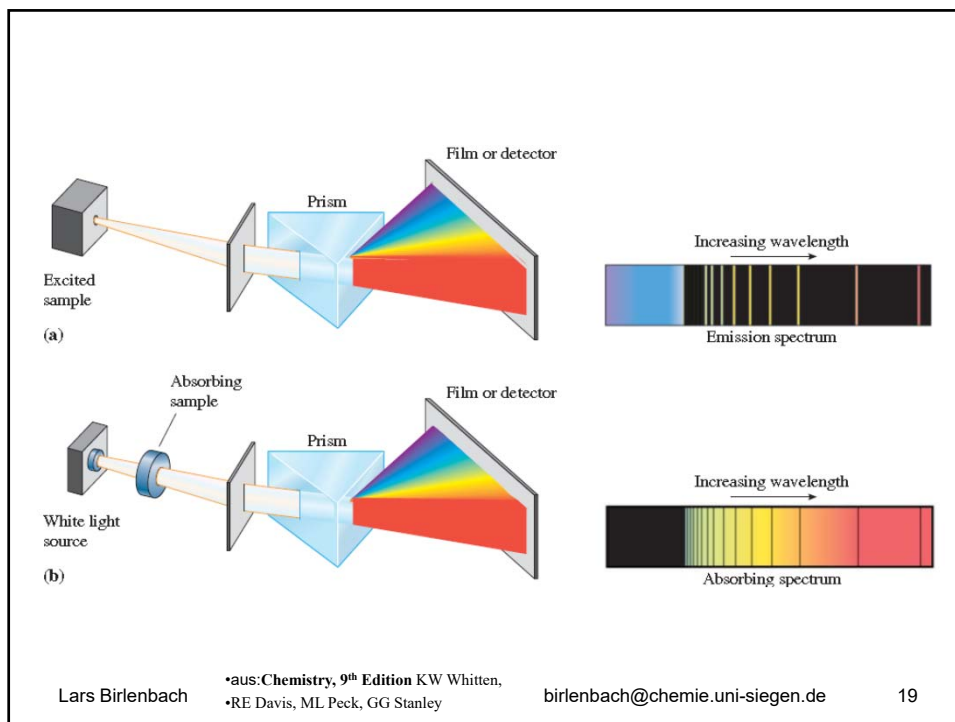 Film or detector
Prism
Increasing wavelength
Excited
sample
(a)
Emission spectrum
Absorbing
sample
Film or detector
Prism
Increasing wavelength
White light
source
(b)
Absorbing spectrum
Lars Birlenbach
•aus:Chemistry, 9th Edition KW Whitten,
•RE Davis, ML Peck, GG Stanley
birlenbach@chemie.uni-siegen.de
19